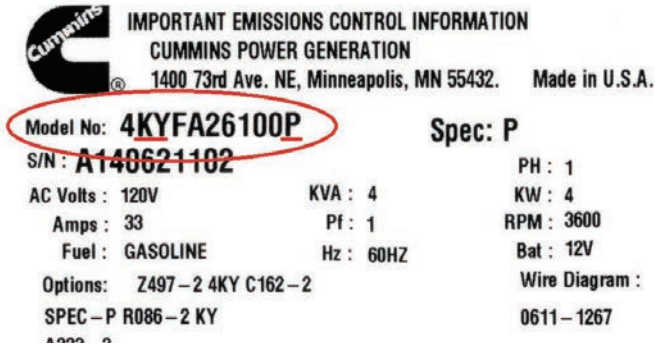 Cummins
®
IMPORTANT EMISSIONS CONTROL INFORMATION
CUMMINS POWER GENERATION
1400 73rd Ave. NE, Minneapolis, MN 55432. Made in U.S.A.
Model No: 4KYFA26100P Spec: P
S/N : A140621102
PH : 1
AC Volts : 120V KVA : 4 KW : 4
Amps : 33 Pf : 1 RPM : 3600
Fuel : GASOLINE Hz : 60HZ Bat : 12V
Options: Z497–2 4KY C162–2 Wire Diagram :
SPEC–P R086–2 KY 0611–1267